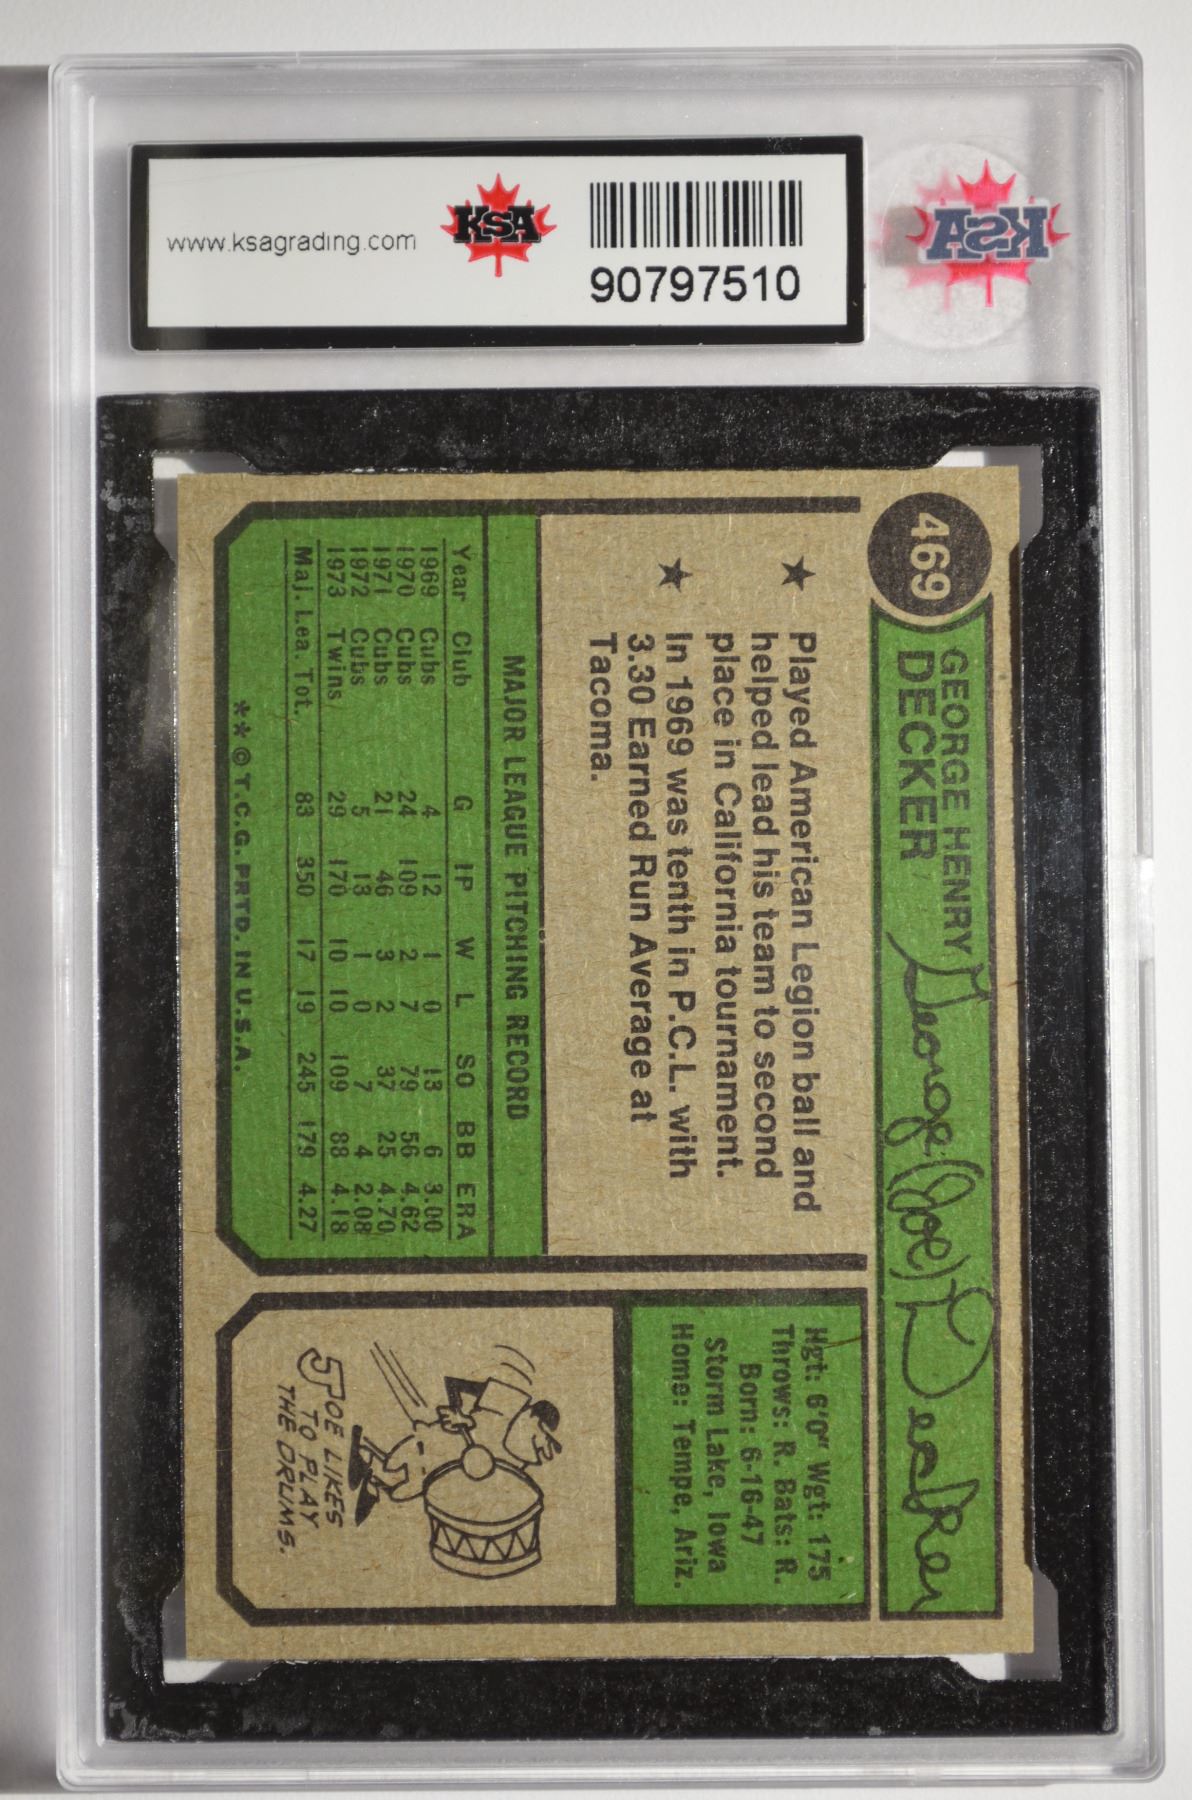 www.ksagrading.com
KSA
90797510
KSA
469
GEORGE HENRY
DECKER
George (Joe) Decker
★ Played American Legion ball and
helped lead his team to second
place in California tournament.
★ In 1969 was tenth in P.C.L. with
3.30 Earned Run Average at
Tacoma.
MAJOR LEAGUE PITCHING RECORD
Year Club G IP W L SO BB ERA
1969 Cubs 4 12 1 0 13 6 3.00
1970 Cubs 24 109 2 7 79 56 4.62
1971 Cubs 21 46 3 2 37 25 4.70
1972 Cubs 5 13 1 0 7 4 2.08
1973 Twins 29 170 10 10 109 88 4.18
Maj. Lea. Tot. 83 350 17 19 245 179 4.27
**©T.C.G. PRTD. IN U.S.A.
Hgt: 6'0" Wgt: 175
Throws: R. Bats: R.
Born: 6-16-47
Storm Lake, Iowa
Home: Tempe, Ariz.
JOE LIKES
TO PLAY
THE DRUMS.